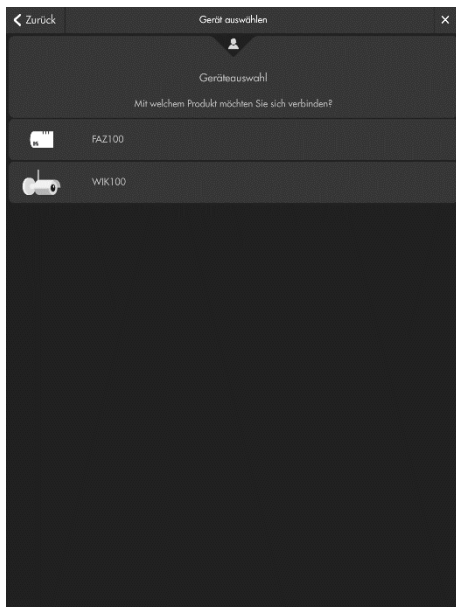 Zurück
Gerät auswählen
Geräteauswahl
Mit welchem Produkt möchten Sie sich verbinden?
FAZ100
WIK100